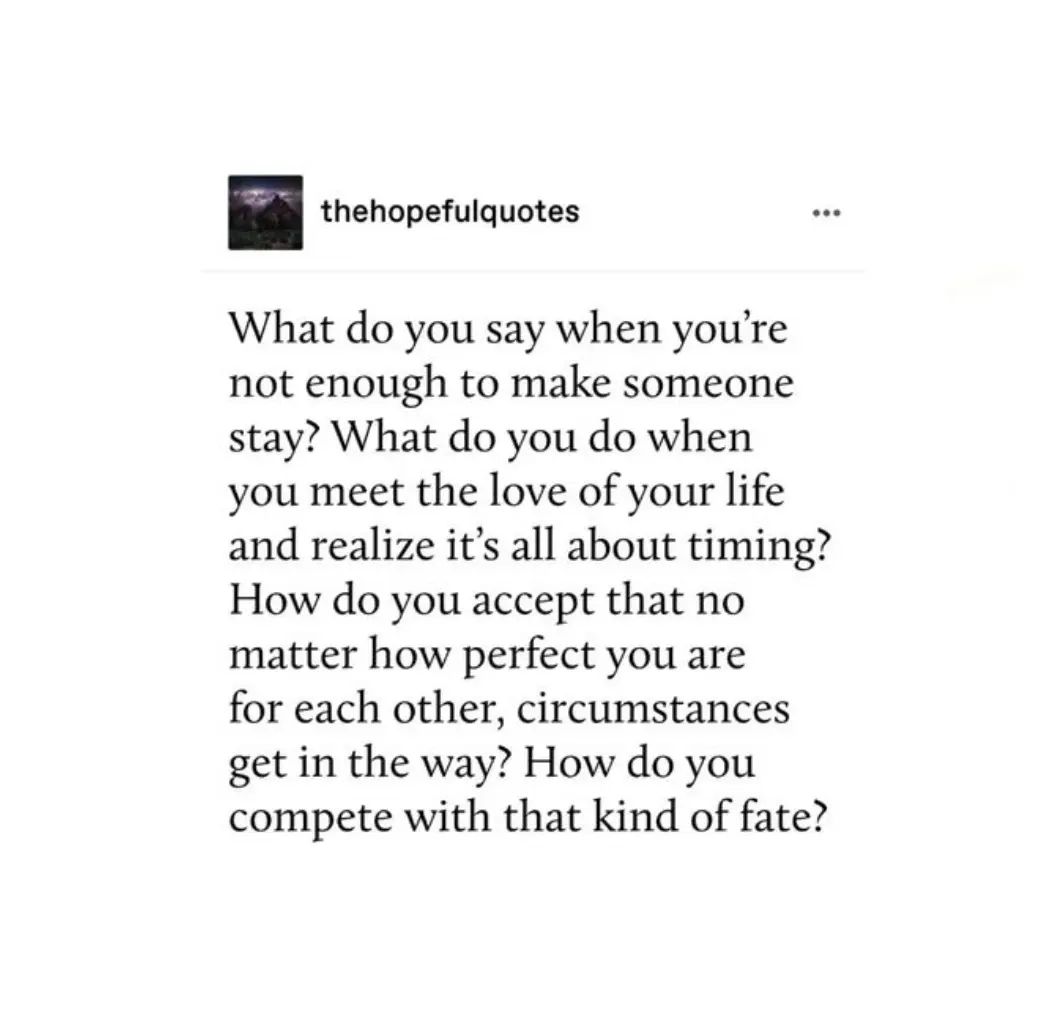 thehopefulquotes
What do you say when you’re
not enough to make someone
stay? What do you do when
you meet the love of your life
and realize it’s all about timing?
How do you accept that no
matter how perfect you are
for each other, circumstances
get in the way? How do you
compete with that kind of fate?